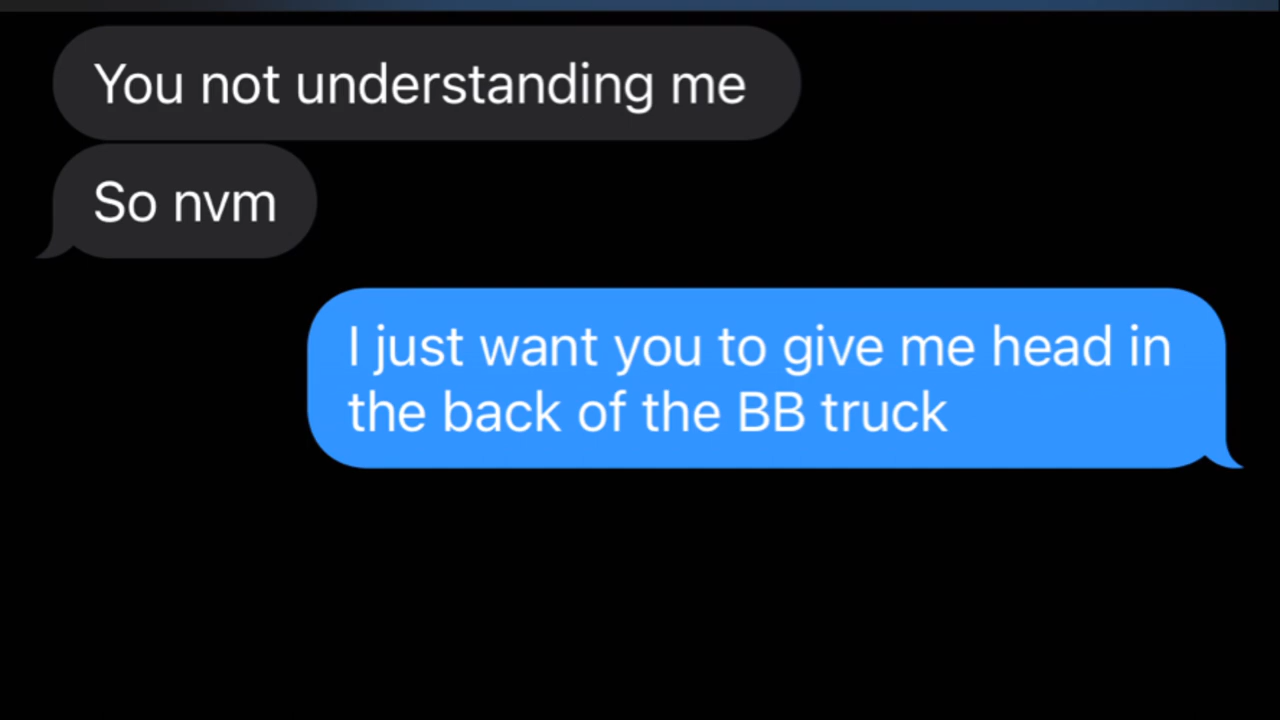 You not understanding me
So nvm
I just want you to give me head in
the back of the BB truck